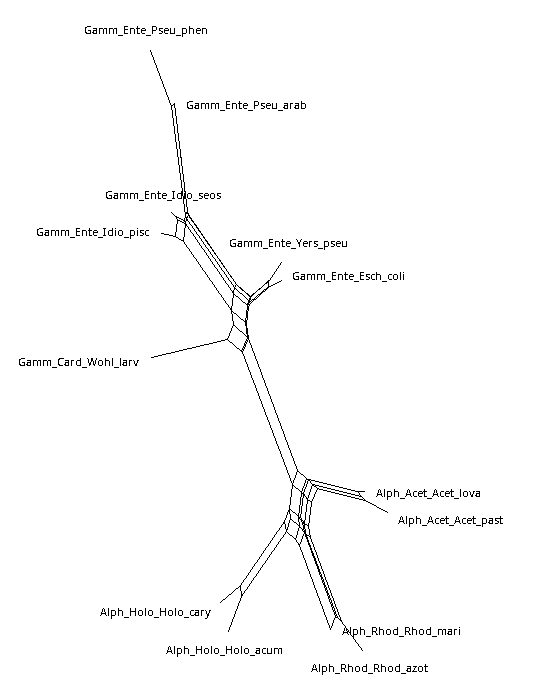 Gamm_Ente_Pseu_phen
Gamm_Ente_Pseu_arab
Gamm_Ente_Idio_seos
Gamm_Ente_Idio_pisc
Gamm_Ente_Yers_pseu
Gamm_Ente_Esch_coli
Gamm_Card_Wohl_larv
Alph_Acet_Acet_lova
Alph_Acet_Acet_past
Alph_Holo_Holo_cary
Alph_Rhod_Rhod_mari
Alph_Holo_Holo_acum
Alph_Rhod_Rhod_azot